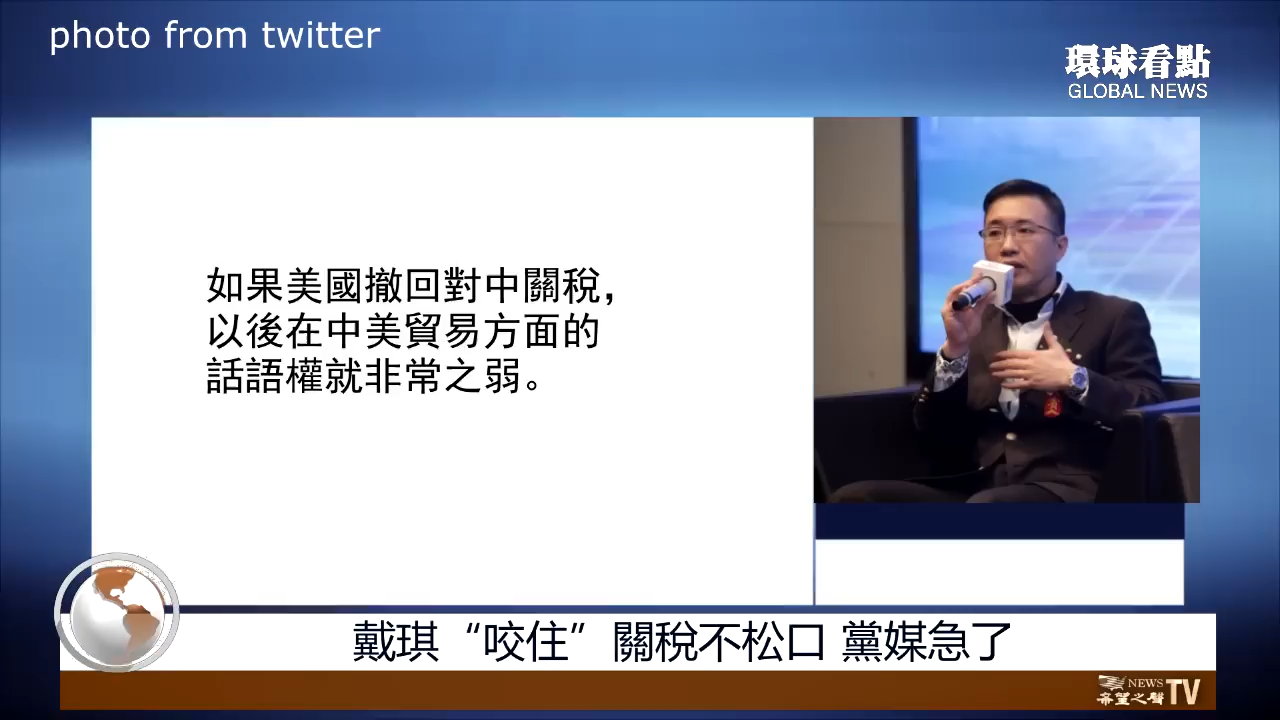 photo from twitter
環球看點
GLOBAL NEWS
如果美國撤回對中關稅，
以後在中美貿易方面的
話語權就非常之弱。
戴琪“咬住”關稅不松口 黨媒急了
NEWS
希望之聲 TV